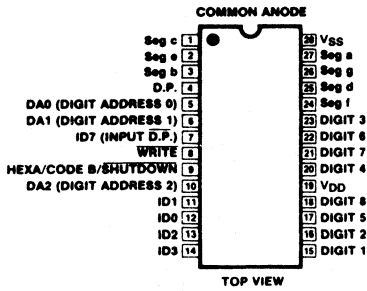 COMMON ANODE
Seg c 1
Seg e 2
Seg b 3
D.P. 4
DA0 (DIGIT ADDRESS 0) 5
DA1 (DIGIT ADDRESS 1) 6
ID7 (INPUT D.P.) 7
WRITE 8
HEXA/CODE B/SHUTDOWN 9
DA2 (DIGIT ADDRESS 2) 10
ID1 11
ID0 12
ID2 13
ID3 14
28 VSS
27 Seg a
26 Seg g
25 Seg d
24 Seg f
23 DIGIT 3
22 DIGIT 6
21 DIGIT 7
20 DIGIT 4
19 VDD
18 DIGIT 8
17 DIGIT 5
16 DIGIT 2
15 DIGIT 1
TOP VIEW